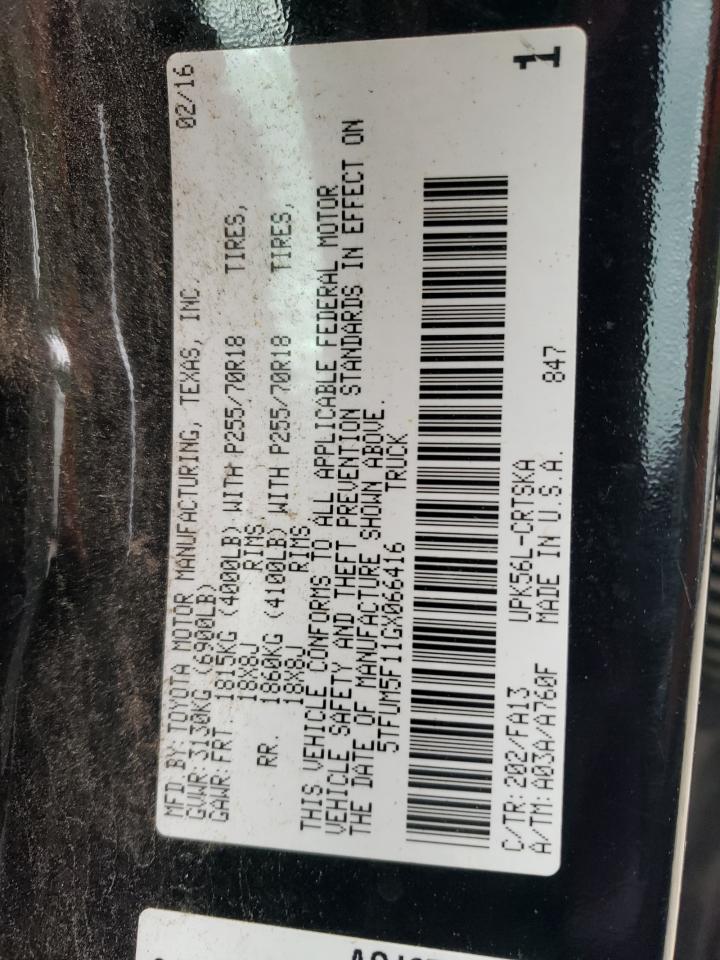 MFD BY: TOYOTA MOTOR MANUFACTURING, TEXAS, INC. 02/16
GVWR: 3130KG (6900LB)
GAWR: FRT. 1815KG (4000LB) WITH P255/70R18 TIRES,
18X8J RIMS
RR. 1860KG (4100LB) WITH P255/70R18 TIRES,
18X8J RIMS
THIS VEHICLE CONFORMS TO ALL APPLICABLE FEDERAL MOTOR
VEHICLE SAFETY AND THEFT PREVENTION STANDARDS IN EFFECT ON
THE DATE OF MANUFACTURE SHOWN ABOVE.
5TFUM5F11GX066416 TRUCK
C/TR: 202/FA13 UPK56L-CRTSKA 847
A/TM: A03A/A760F MADE IN U.S.A.
1